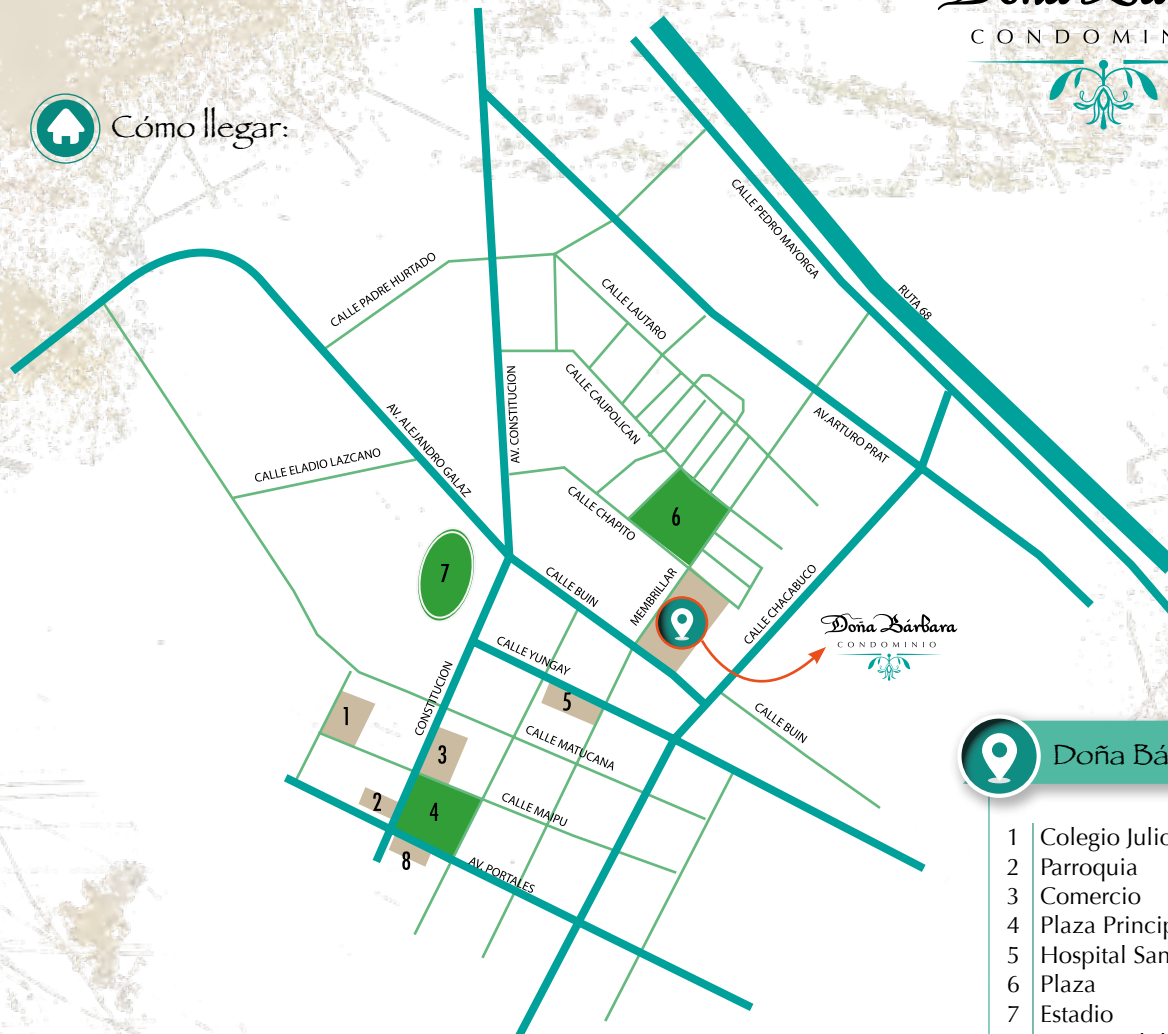 Doña
CONDOMIN
Cómo llegar:
CALLE PEDRO MAYORGA
RUTA 68
CALLE PADRE HURTADO
CALLE LAUTARO
AV. CONSTITUCION
CALLE CAUPOLICAN
AV. ALEJANDRO GALAZ
AV.ARTURO PRAT
CALLE ELADIO LAZCANO
CALLE CHAPITO
6
7
CALLE BUIN
MEMBRILLAR
CALLE CHACABUCO
Doña Bárbara
CONDOMINIO
CALLE YUNGAY
CONSTITUCION
5
1
CALLE BUIN
3
CALLE MATUCANA
2
4
CALLE MAIPU
8
AV. PORTALES
Doña Bá
1 Colegio Julio
2 Parroquia
3 Comercio
4 Plaza Princip
5 Hospital San
6 Plaza
7 Estadio